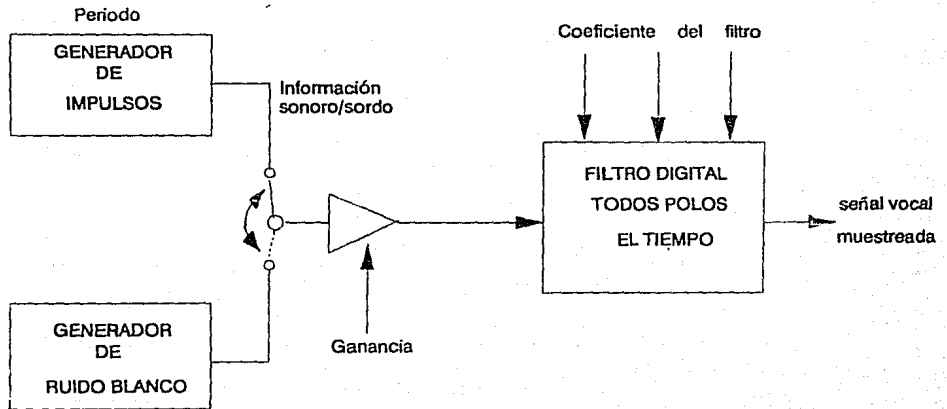 Periodo
GENERADOR
DE
IMPULSOS
Información
sonoro/sordo
Coeficiente del filtro
FILTRO DIGITAL
TODOS POLOS
EL TIEMPO
señal vocal
muestreada
Ganancia
GENERADOR
DE
RUIDO BLANCO